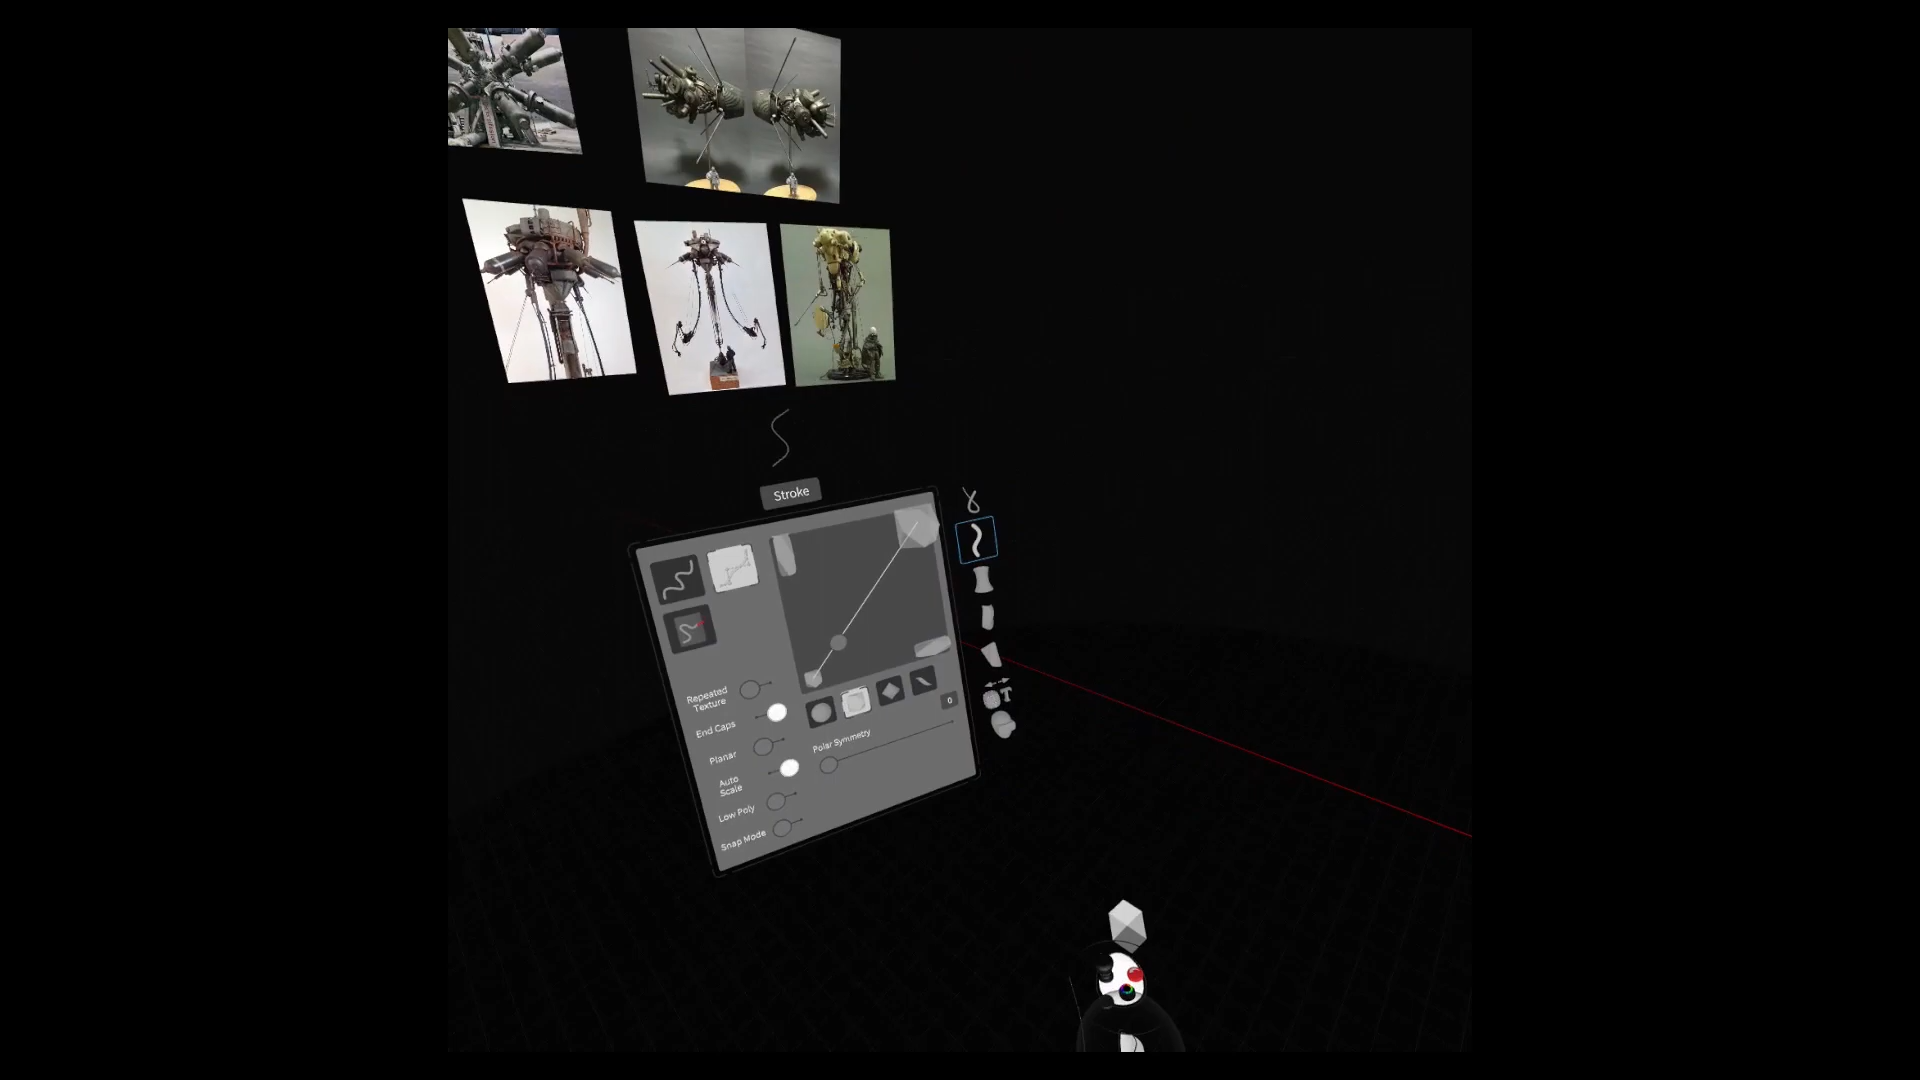 Stroke
Repeated
Texture
End Caps
Planar
Auto
Scale
Low Poly
Snap Mode
0
Polar Symmetry
T